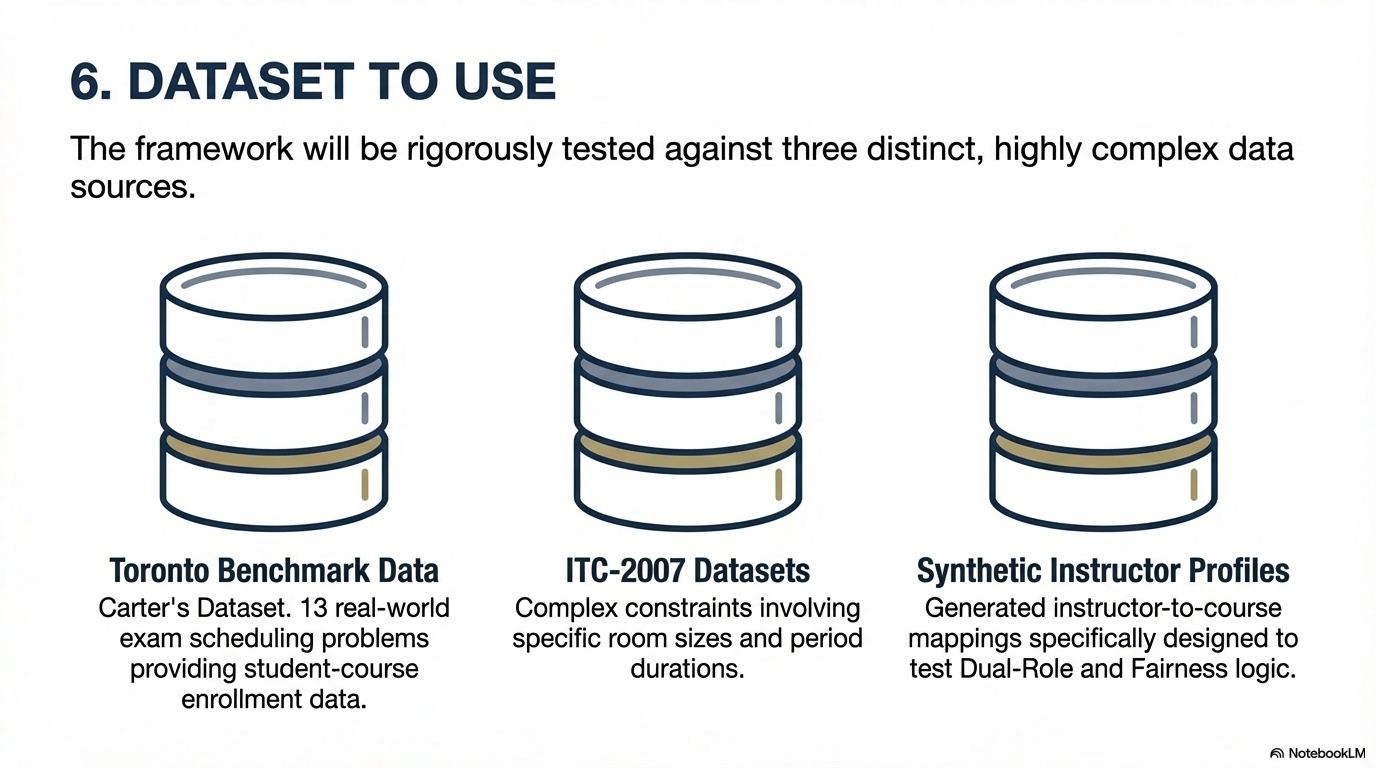 6. DATASET TO USE
The framework will be rigorously tested against three distinct, highly complex data
sources.
Toronto Benchmark Data
Carter's Dataset. 13 real-world
exam scheduling problems
providing student-course
enrollment data.
ITC-2007 Datasets
Complex constraints involving
specific room sizes and period
durations.
Synthetic Instructor Profiles
Generated instructor-to-course
mappings specifically designed to
test Dual-Role and Fairness logic.
NotebookLM